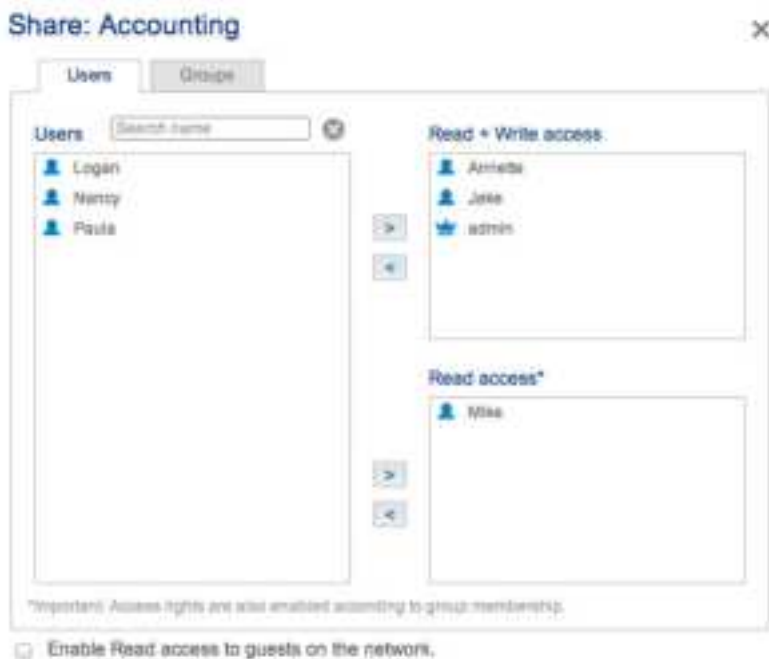 Share: Accounting
Users
Groups
Users
Search name
Logan
Nancy
Paula
>
<
Read + Write access
Annette
Jake
admin
Read access*
Mike
>
<
*Important: Access rights are also enabled according to group membership.
Enable Read access to guests on the network.